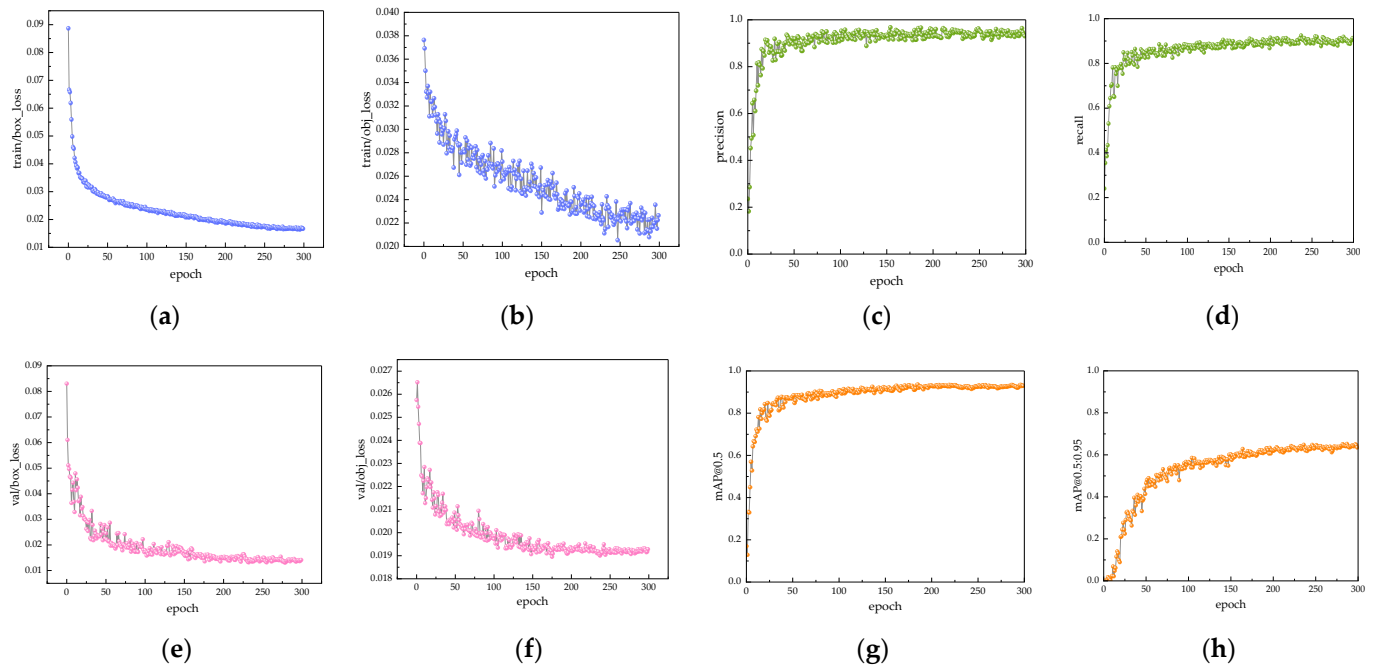 0.09
0.08
0.07
0.06
0.05
0.04
0.03
0.02
0.01
train/box_loss
0 50 100 150 200 250 300
epoch
(a)
0.038
0.036
0.034
0.032
0.030
0.028
0.026
0.024
0.022
0.020
train/obj_loss
0 50 100 150 200 250 300
epoch
(b)
1.0
0.8
0.6
0.4
0.2
0.0
precision
0 50 100 150 200 250 300
epoch
(c)
1.0
0.8
0.6
0.4
0.2
0.0
recall
0 50 100 150 200 250 300
epoch
(d)
0.09
0.08
0.07
0.06
0.05
0.04
0.03
0.02
0.01
val/box_loss
0 50 100 150 200 250 300
epoch
(e)
0.027
0.026
0.025
0.024
0.023
0.022
0.021
0.020
0.019
0.018
val/obj_loss
0 50 100 150 200 250 300
epoch
(f)
1.0
0.8
0.6
0.4
0.2
0.0
mAP@0.5
0 50 100 150 200 250 300
epoch
(g)
1.0
0.8
0.6
0.4
0.2
0.0
mAP@0.5:0.95
0 50 100 150 200 250 300
epoch
(h)